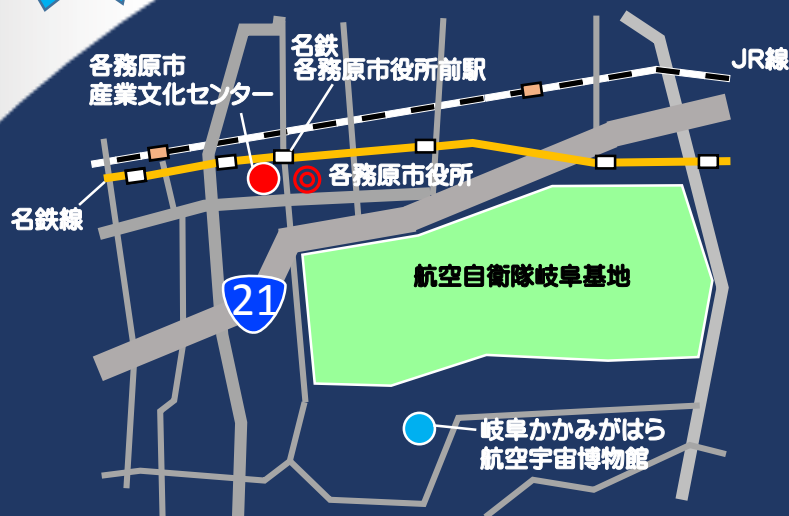 名鉄
各務原市役所前駅
各務原市
産業文化センター
JR線
各務原市役所
名鉄線
航空自衛隊岐阜基地
21
岐阜かかみがはら
航空宇宙博物館